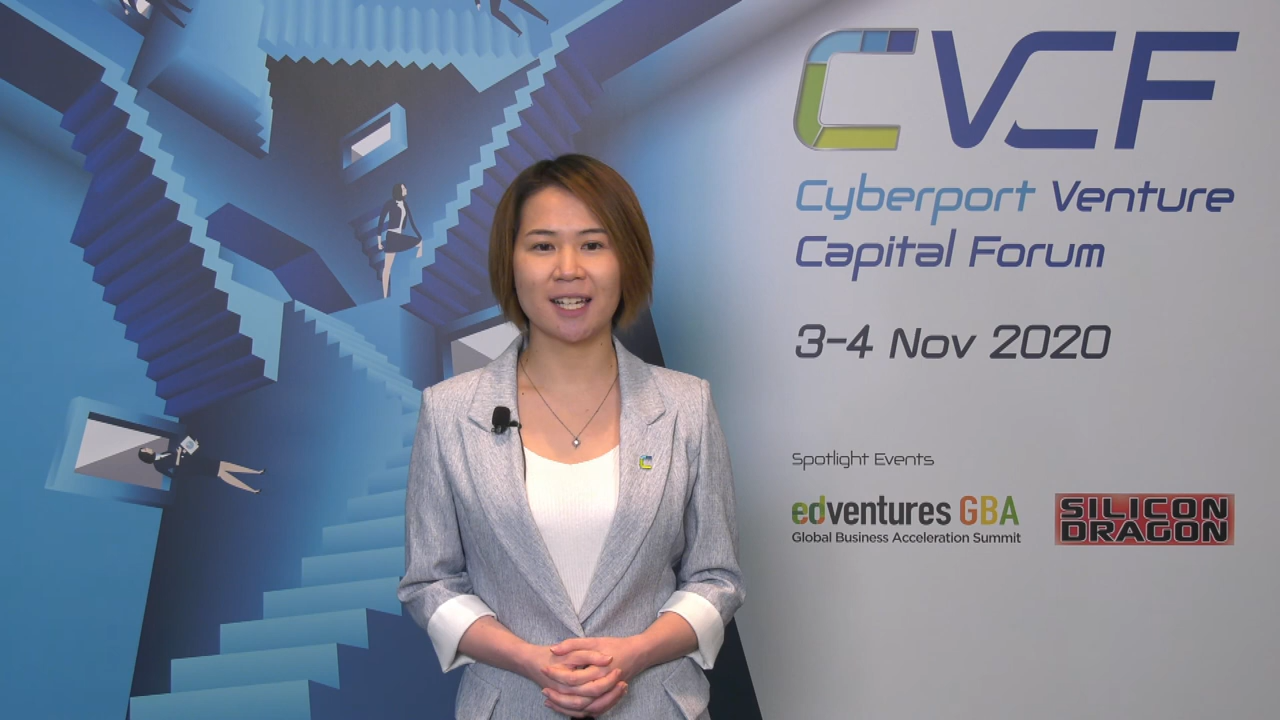 CVCF
Cyberport Venture
Capital Forum
3-4 Nov 2020
Spotlight Events
edventures GBA
Global Business Acceleration Summit
SILICON
DRAGON